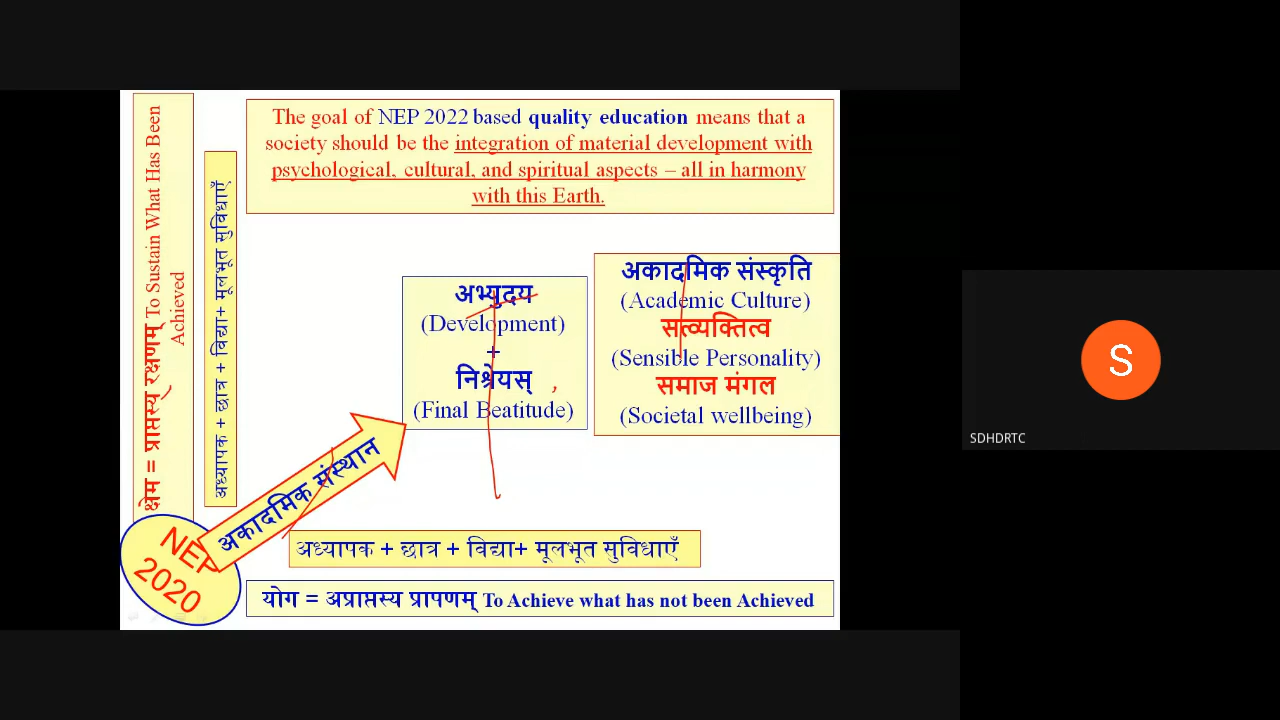 The goal of NEP 2022 based quality education means that a
society should be the integration of material development with
psychological, cultural, and spiritual aspects – all in harmony
with this Earth.
क्षेम = प्राप्तस्य रक्षणम् To Sustain What Has Been
Achieved
अध्यापक + छात्र + विद्या+ मूलभूत सुविधाएँ
अभ्युदय
(Development)
+
निश्रेयस्
(Final Beatitude)
अकादमिक संस्कृति
(Academic Culture)
सत्व्यक्तित्व
(Sensible Personality)
समाज मंगल
(Societal wellbeing)
अकादमिक संस्थान
NEP
2020
अध्यापक + छात्र + विद्या+ मूलभूत सुविधाएँ
योग = अप्राप्तस्य प्रापणम् To Achieve what has not been Achieved
S
SDHDRTC